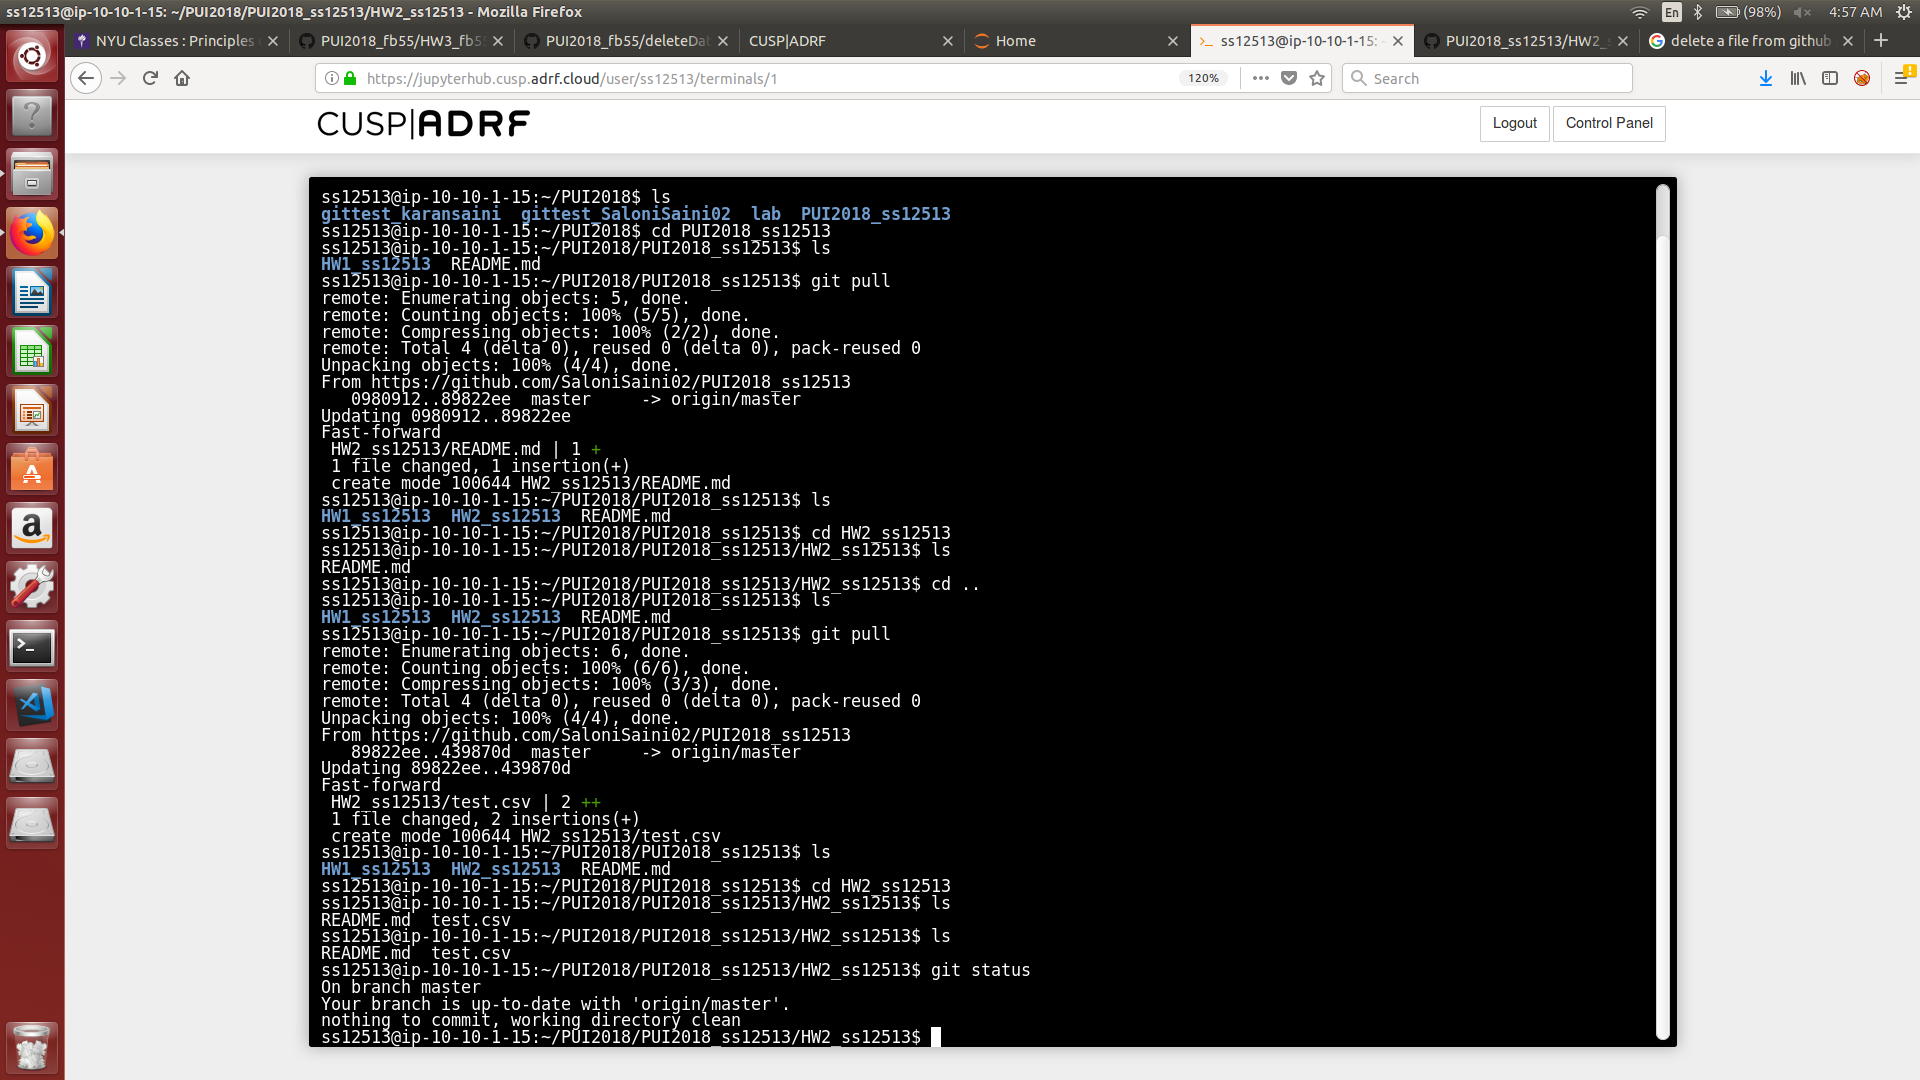 ss12513@ip-10-10-1-15: ~/PUI2018/PUI2018_ss12513/HW2_ss12513 - Mozilla Firefox
En (98%) 4:57 AM
NYU Classes : Principles
PUI2018_fb55/HW3_fb55
PUI2018_fb55/deleteDat
CUSP|ADRF
Home
ss12513@ip-10-10-1-15: ~
PUI2018_ss12513/HW2_s
delete a file from github
https://jupyterhub.cusp.adrf.cloud/user/ss12513/terminals/1
120%
Search
CUSP|ADRF
Logout
Control Panel
ss12513@ip-10-10-1-15:~/PUI2018$ ls
gittest_karansaini  gittest_SaloniSaini02  lab  PUI2018_ss12513
ss12513@ip-10-10-1-15:~/PUI2018$ cd PUI2018_ss12513
ss12513@ip-10-10-1-15:~/PUI2018/PUI2018_ss12513$ ls
HW1_ss12513  README.md
ss12513@ip-10-10-1-15:~/PUI2018/PUI2018_ss12513$ git pull
remote: Enumerating objects: 5, done.
remote: Counting objects: 100% (5/5), done.
remote: Compressing objects: 100% (2/2), done.
remote: Total 4 (delta 0), reused 0 (delta 0), pack-reused 0
Unpacking objects: 100% (4/4), done.
From https://github.com/SaloniSaini02/PUI2018_ss12513
   0980912..89822ee  master     -> origin/master
Updating 0980912..89822ee
Fast-forward
 HW2_ss12513/README.md | 1 +
 1 file changed, 1 insertion(+)
 create mode 100644 HW2_ss12513/README.md
ss12513@ip-10-10-1-15:~/PUI2018/PUI2018_ss12513$ ls
HW1_ss12513  HW2_ss12513  README.md
ss12513@ip-10-10-1-15:~/PUI2018/PUI2018_ss12513$ cd HW2_ss12513
ss12513@ip-10-10-1-15:~/PUI2018/PUI2018_ss12513/HW2_ss12513$ ls
README.md
ss12513@ip-10-10-1-15:~/PUI2018/PUI2018_ss12513/HW2_ss12513$ cd ..
ss12513@ip-10-10-1-15:~/PUI2018/PUI2018_ss12513$ ls
HW1_ss12513  HW2_ss12513  README.md
ss12513@ip-10-10-1-15:~/PUI2018/PUI2018_ss12513$ git pull
remote: Enumerating objects: 6, done.
remote: Counting objects: 100% (6/6), done.
remote: Compressing objects: 100% (3/3), done.
remote: Total 4 (delta 0), reused 0 (delta 0), pack-reused 0
Unpacking objects: 100% (4/4), done.
From https://github.com/SaloniSaini02/PUI2018_ss12513
   89822ee..439870d  master     -> origin/master
Updating 89822ee..439870d
Fast-forward
 HW2_ss12513/test.csv | 2 ++
 1 file changed, 2 insertions(+)
 create mode 100644 HW2_ss12513/test.csv
ss12513@ip-10-10-1-15:~/PUI2018/PUI2018_ss12513$ ls
HW1_ss12513  HW2_ss12513  README.md
ss12513@ip-10-10-1-15:~/PUI2018/PUI2018_ss12513$ cd HW2_ss12513
ss12513@ip-10-10-1-15:~/PUI2018/PUI2018_ss12513/HW2_ss12513$ ls
README.md  test.csv
ss12513@ip-10-10-1-15:~/PUI2018/PUI2018_ss12513/HW2_ss12513$ ls
README.md  test.csv
ss12513@ip-10-10-1-15:~/PUI2018/PUI2018_ss12513/HW2_ss12513$ git status
On branch master
Your branch is up-to-date with 'origin/master'.
nothing to commit, working directory clean
ss12513@ip-10-10-1-15:~/PUI2018/PUI2018_ss12513/HW2_ss12513$